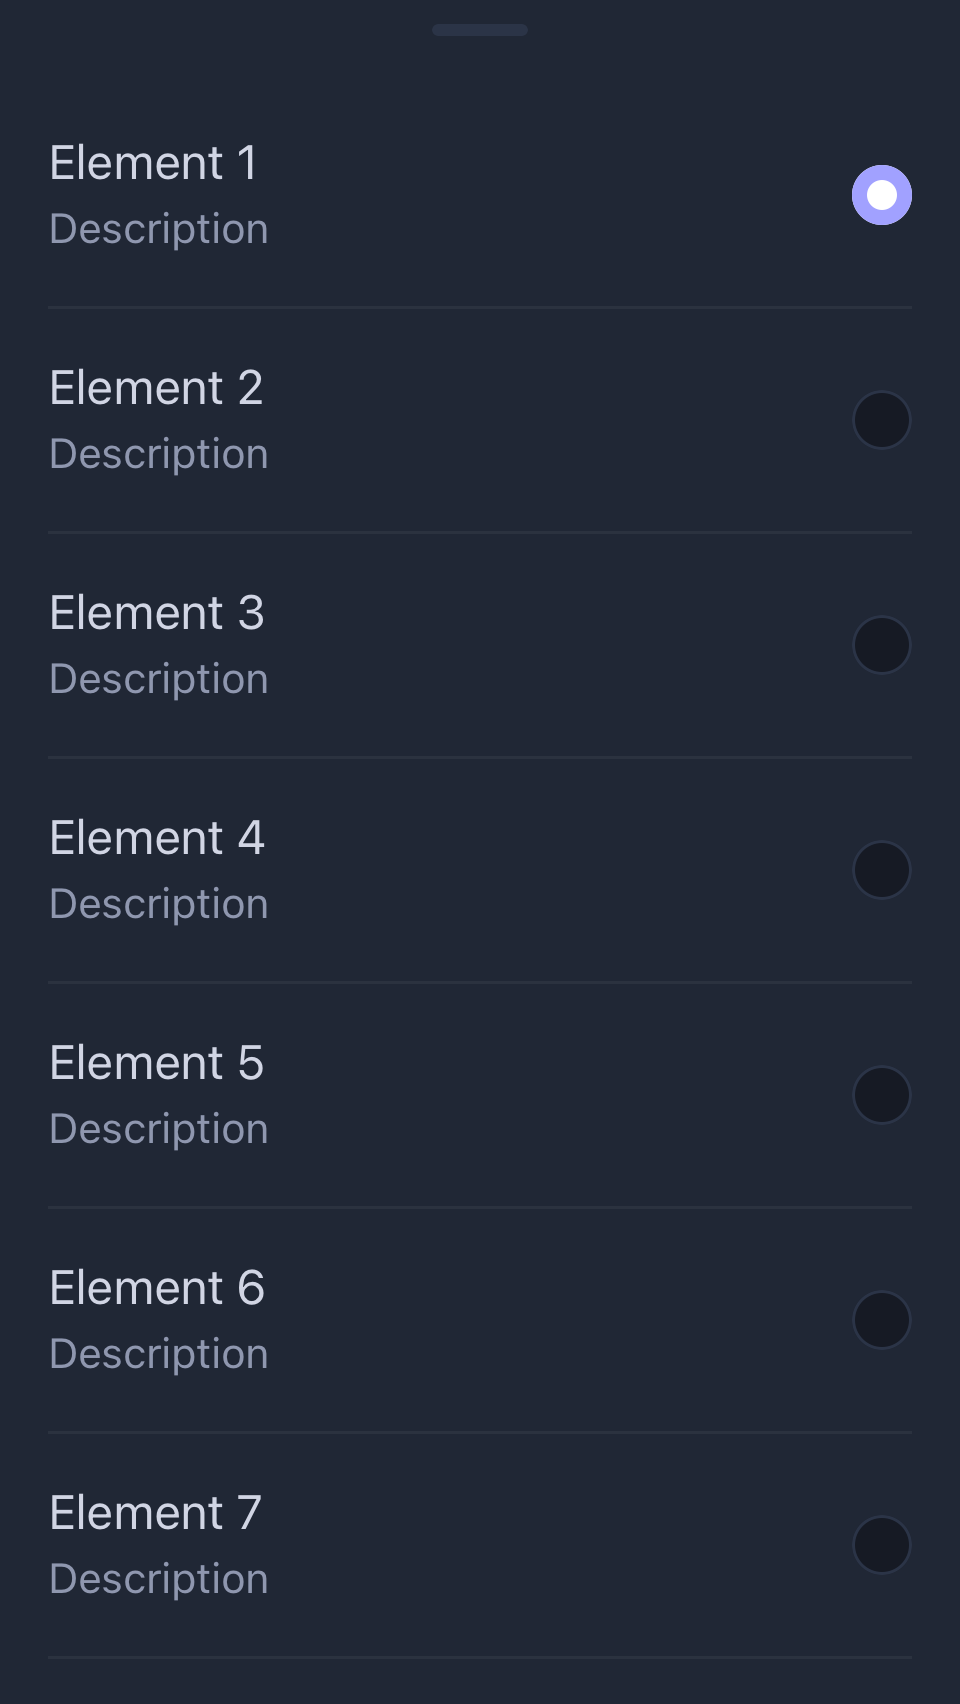 Element 1
Description
Element 2
Description
Element 3
Description
Element 4
Description
Element 5
Description
Element 6
Description
Element 7
Description